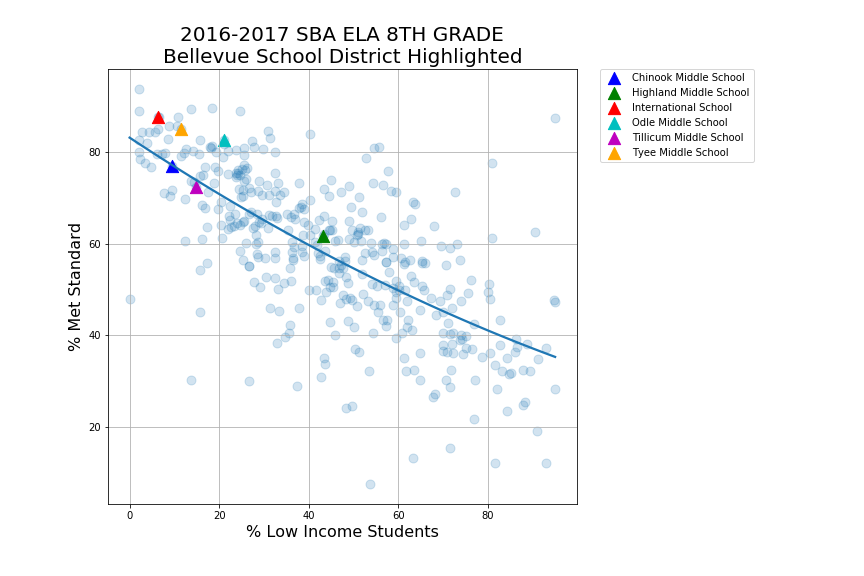 2016-2017 SBA ELA 8TH GRADE
Bellevue School District Highlighted
Chinook Middle School
Highland Middle School
International School
Odle Middle School
Tillicum Middle School
Tyee Middle School
% Met Standard
80
60
40
20
0
20
40
60
80
% Low Income Students